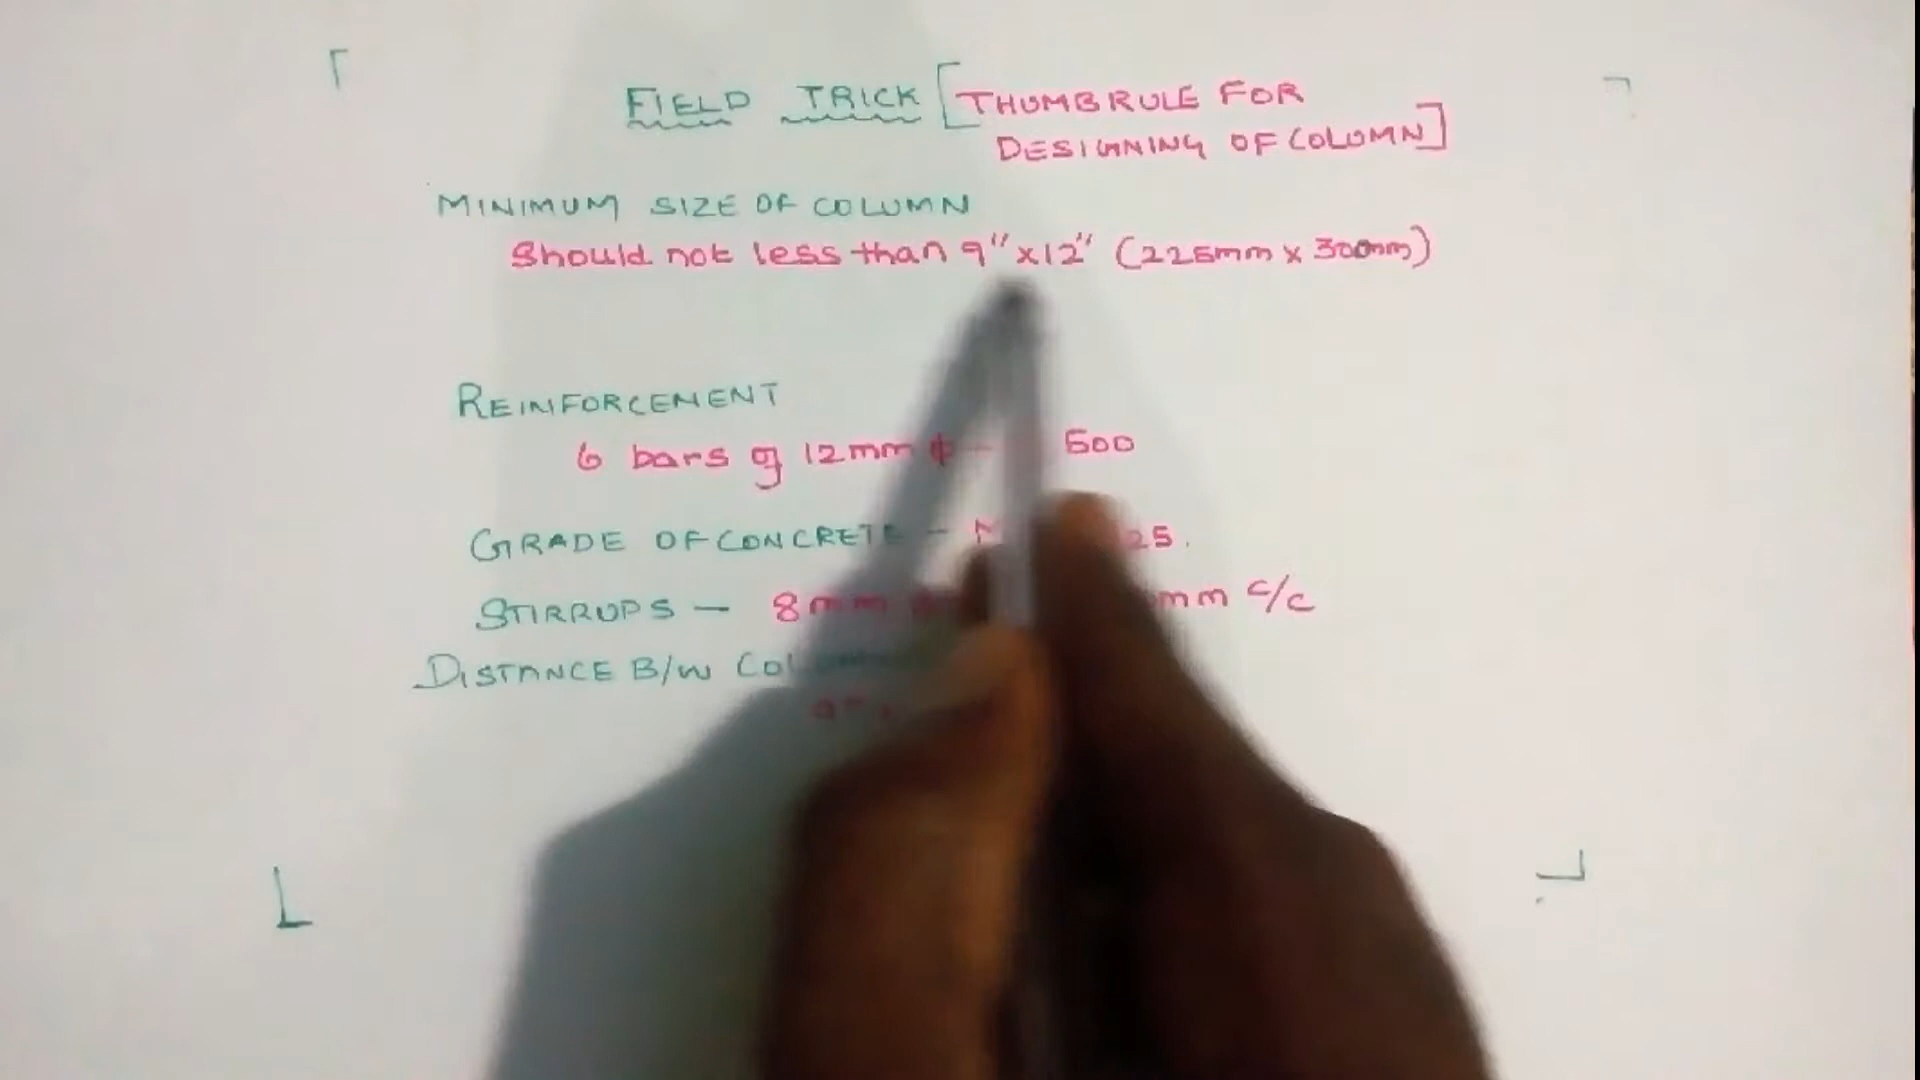 FIELD TRICK [THUMBRULE FOR
DESIGNING OF COLUMN]
MINIMUM SIZE OF COLUMN
Should not less than 9"x12" (225mm x 300mm)
REINFORCEMENT
6 bars of 12mm ϕ - 500
GRADE OF CONCRETE - 25.
STIRRUPS - 8mm mm c/c
DISTANCE B/W